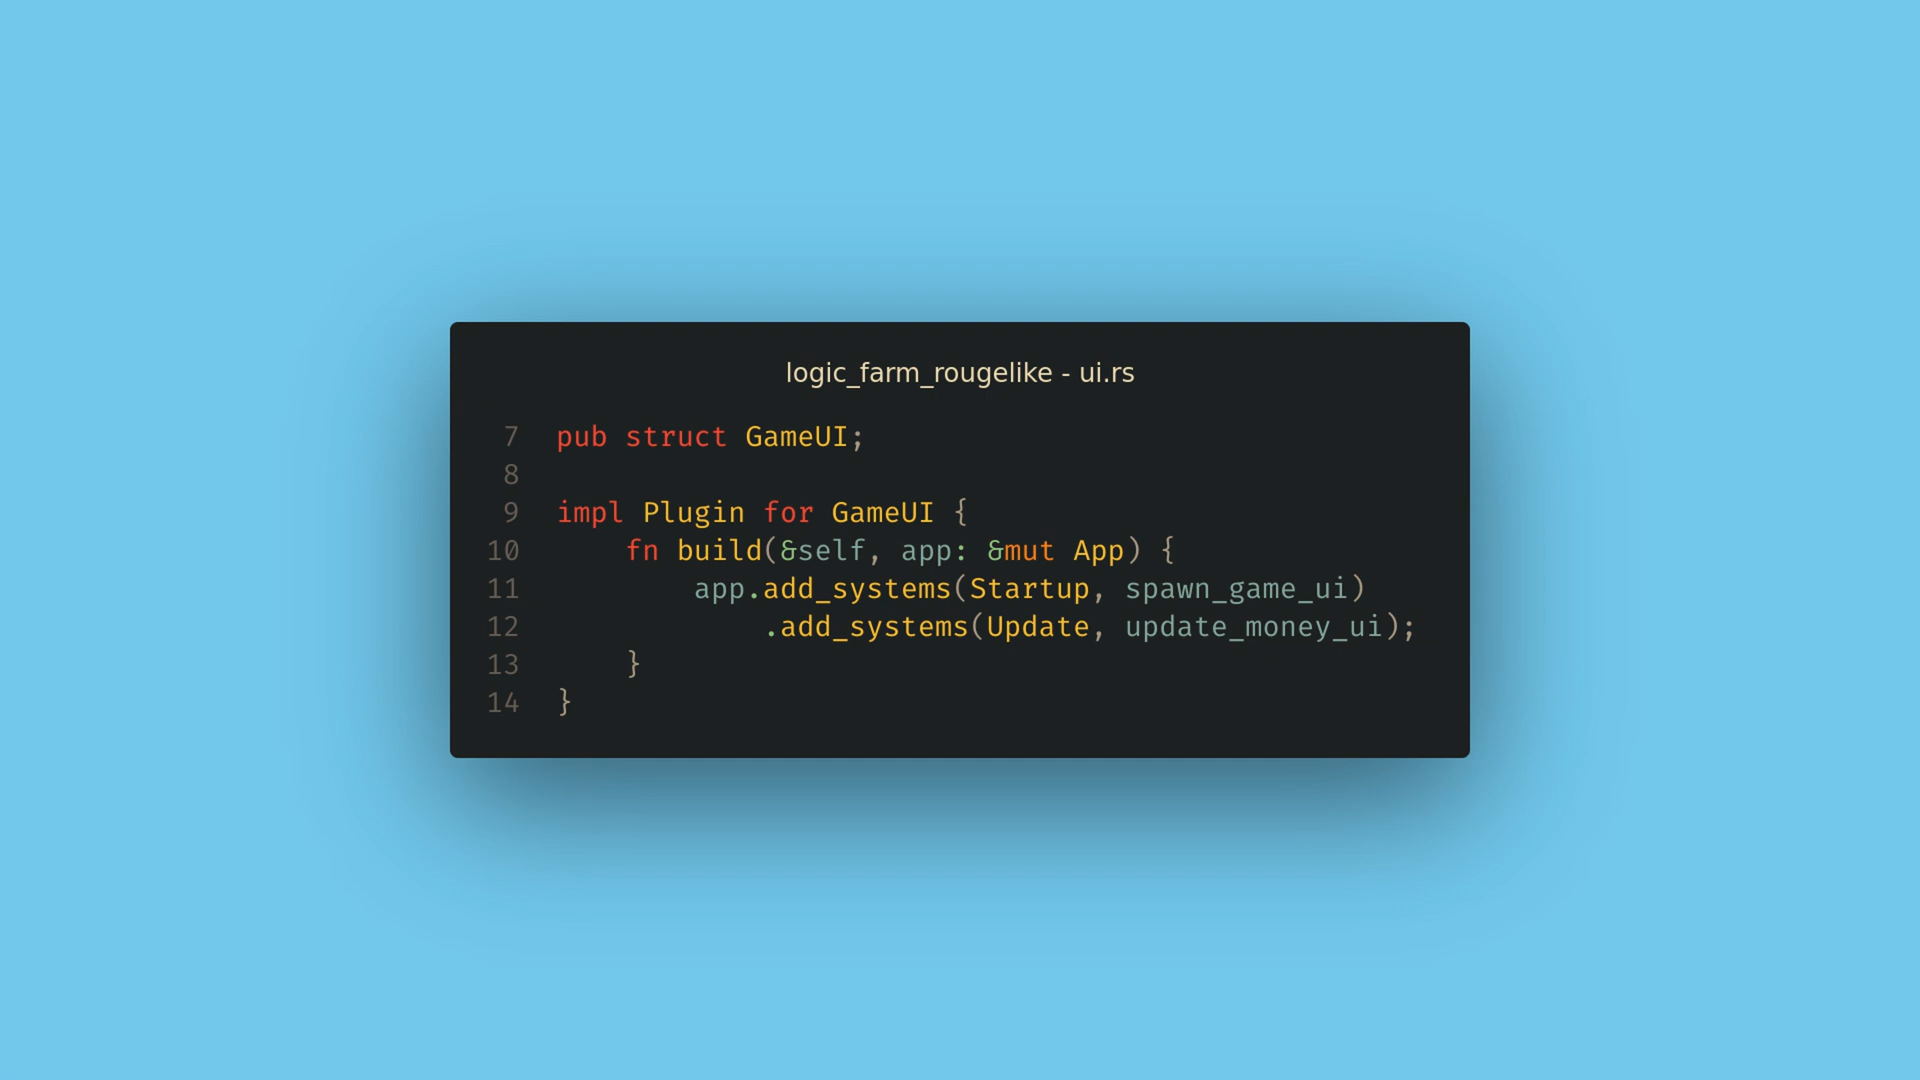 logic_farm_rougelike - ui.rs
7 pub struct GameUI;
8
9 impl Plugin for GameUI {
10     fn build(&self, app: &mut App) {
11         app.add_systems(Startup, spawn_game_ui)
12             .add_systems(Update, update_money_ui);
13     }
14 }